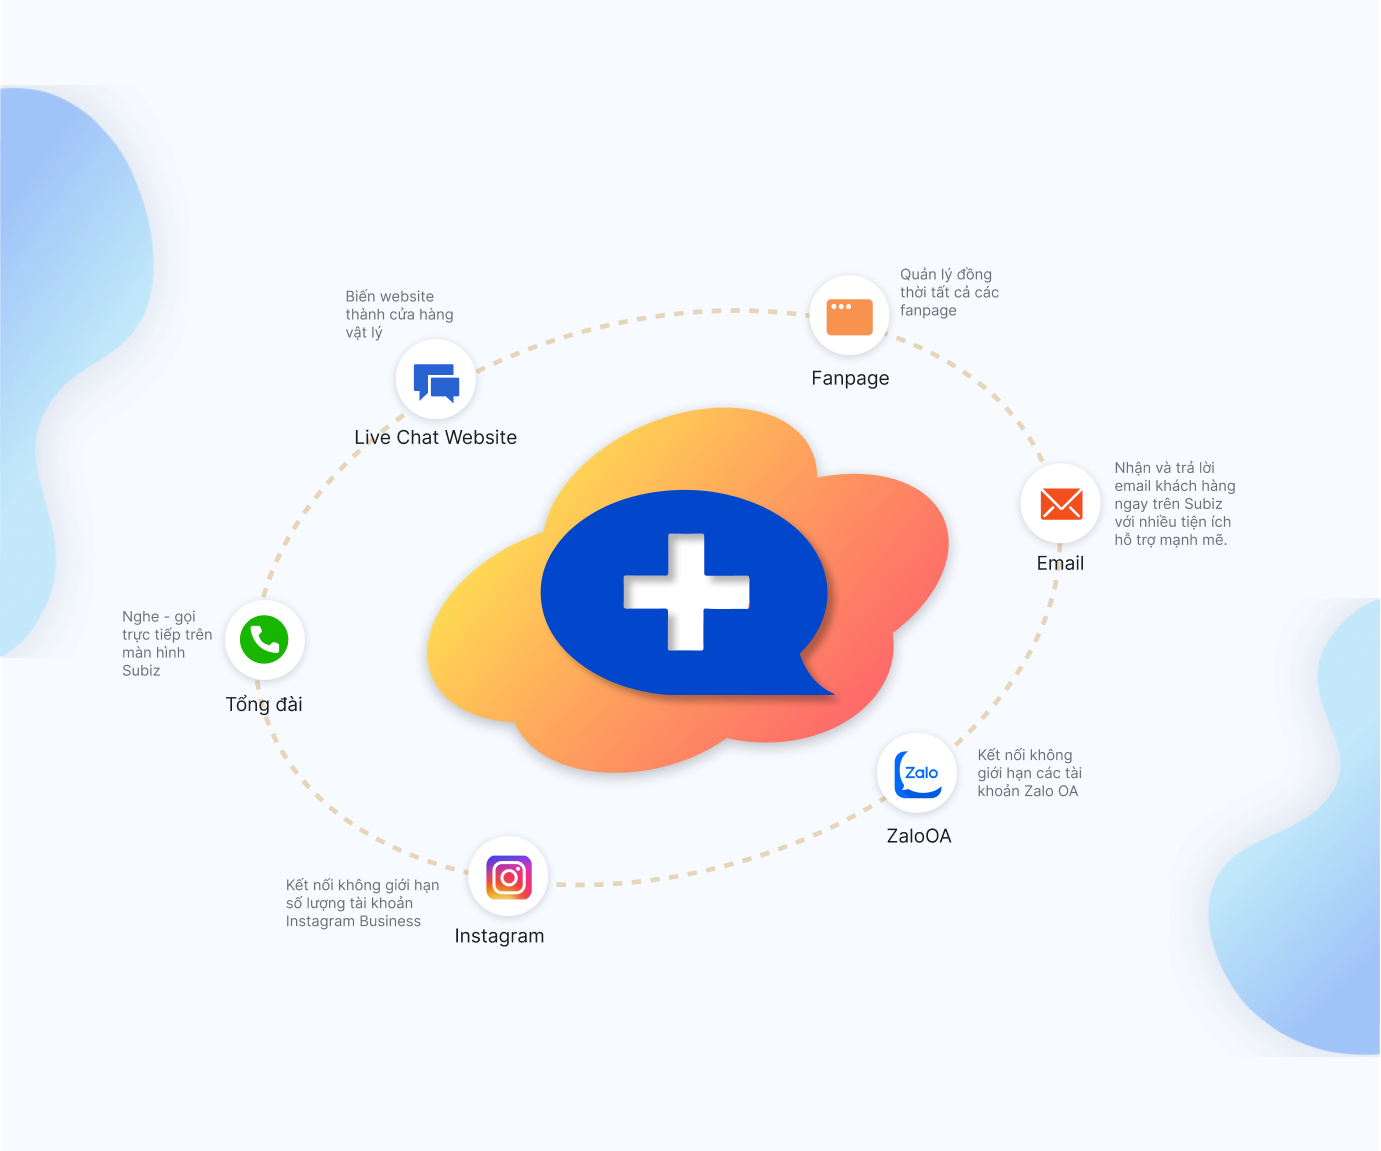 Quản lý đồng
thời tất cả các
fanpage
Fanpage
Biến website
thành cửa hàng
vật lý
Live Chat Website
Nhận và trả lời
email khách hàng
ngay trên Subiz
với nhiều tiện ích
hỗ trợ mạnh mẽ.
Email
Nghe - gọi
trực tiếp trên
màn hình
Subiz
Tổng đài
Zalo
Kết nối không
giới hạn các tài
khoản Zalo OA
ZaloOA
Kết nối không giới hạn
số lượng tài khoản
Instagram Business
Instagram